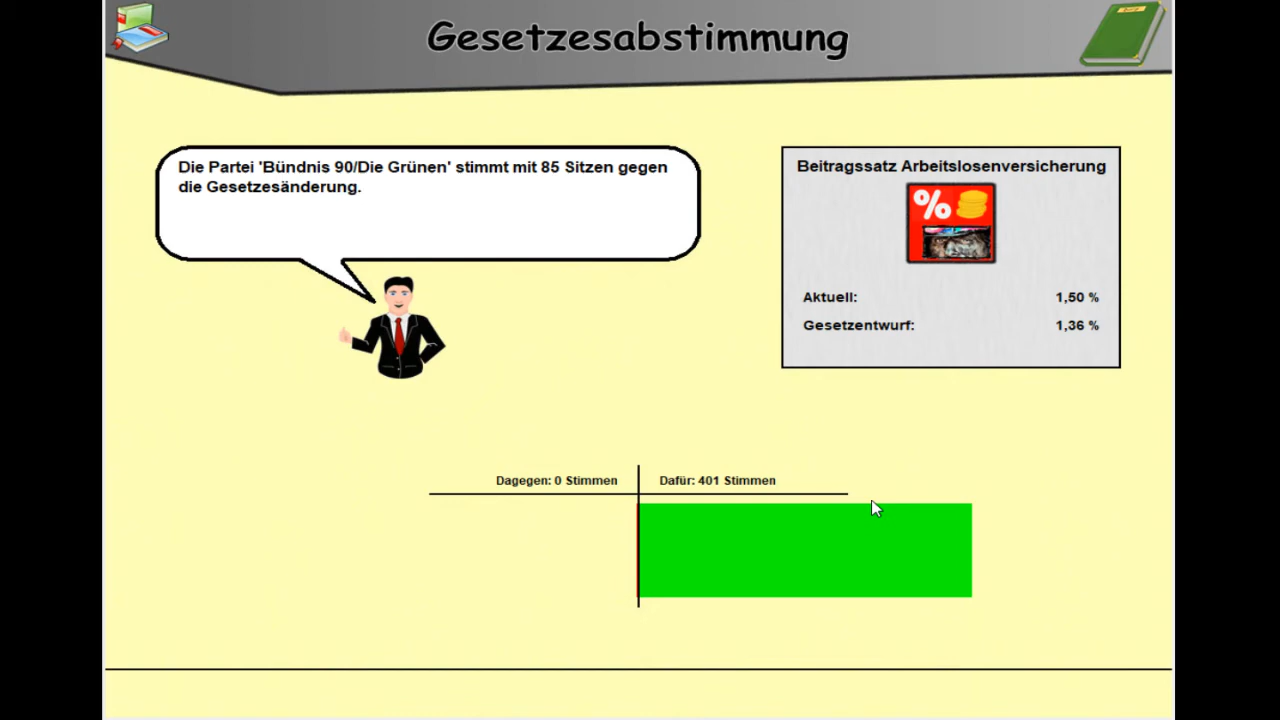 Gesetzesabstimmung
Die Partei 'Bündnis 90/Die Grünen' stimmt mit 85 Sitzen gegen
die Gesetzesänderung.
Beitragssatz Arbeitslosenversicherung
%
Aktuell: 1,50 %
Gesetzentwurf: 1,36 %
Dagegen: 0 Stimmen
Dafür: 401 Stimmen